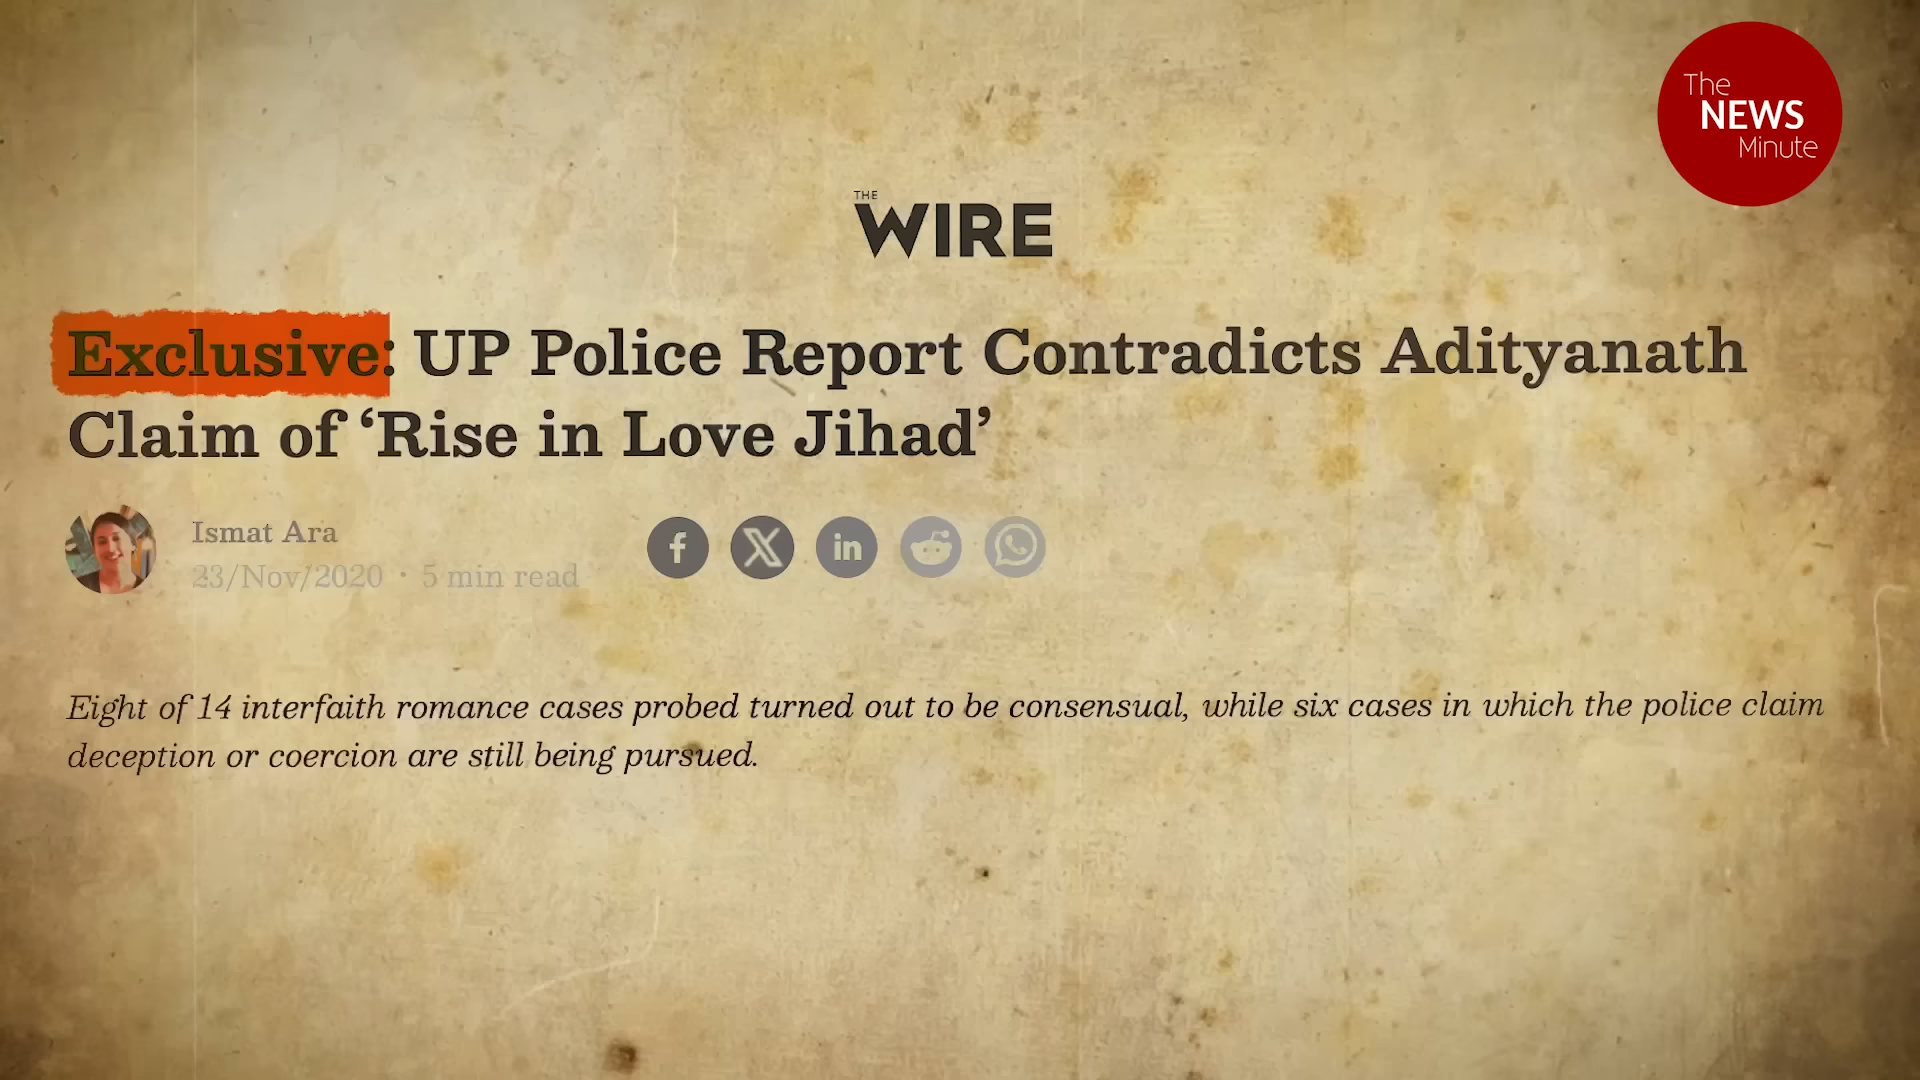 The
NEWS
Minute
THE
WIRE
Exclusive: UP Police Report Contradicts Adityanath
Claim of ‘Rise in Love Jihad’
Ismat Ara
23/Nov/2020 · 5 min read
Eight of 14 interfaith romance cases probed turned out to be consensual, while six cases in which the police claim
deception or coercion are still being pursued.